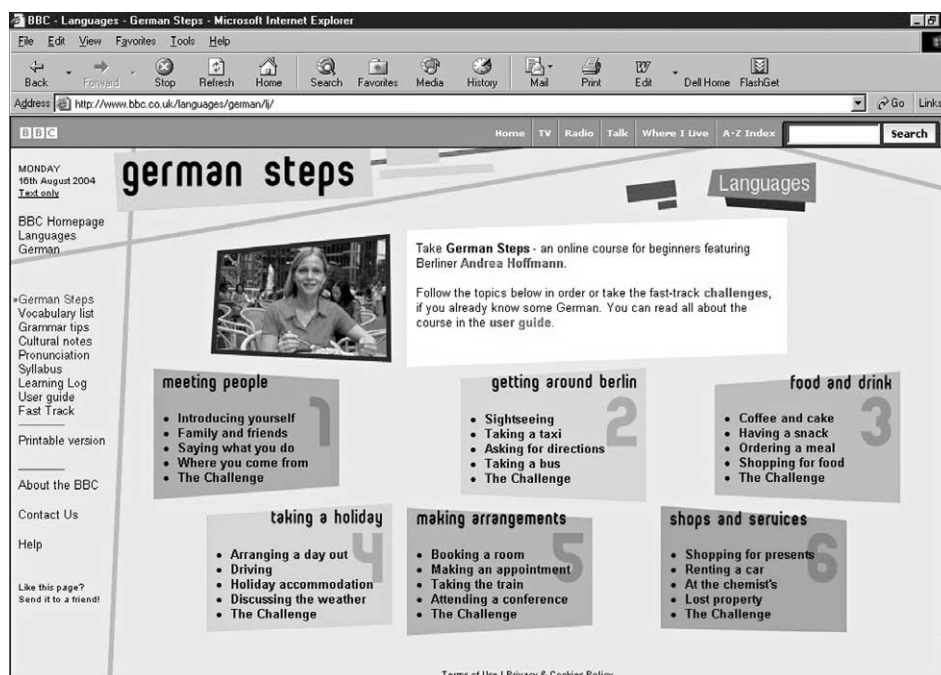 BBC - Languages - German Steps - Microsoft Internet Explorer
File Edit View Favorites Tools Help
Back Forward Stop Refresh Home Search Favorites Media History Mail Print Edit Dell Home FlashGet
Address http://www.bbc.co.uk/languages/german/lj/ Go Links
BBC Home TV Radio Talk Where I Live A-Z Index Search
MONDAY
16th August 2004
Text only
BBC Homepage
Languages
German
»German Steps
Vocabulary list
Grammar tips
Cultural notes
Pronunciation
Syllabus
Learning Log
User guide
Fast Track
Printable version
About the BBC
Contact Us
Help
Like this page?
Send it to a friend!
german steps
Languages
Take German Steps - an online course for beginners featuring
Berliner Andrea Hoffmann.
Follow the topics below in order or take the fast-track challenges,
if you already know some German. You can read all about the
course in the user guide.
meeting people
1
• Introducing yourself
• Family and friends
• Saying what you do
• Where you come from
• The Challenge
getting around berlin
2
• Sightseeing
• Taking a taxi
• Asking for directions
• Taking a bus
• The Challenge
food and drink
3
• Coffee and cake
• Having a snack
• Ordering a meal
• Shopping for food
• The Challenge
taking a holiday
4
• Arranging a day out
• Driving
• Holiday accommodation
• Discussing the weather
• The Challenge
making arrangements
5
• Booking a room
• Making an appointment
• Taking the train
• Attending a conference
• The Challenge
shops and services
6
• Shopping for presents
• Renting a car
• At the chemist's
• Lost property
• The Challenge
Terms of Use | Privacy & Cookies Policy